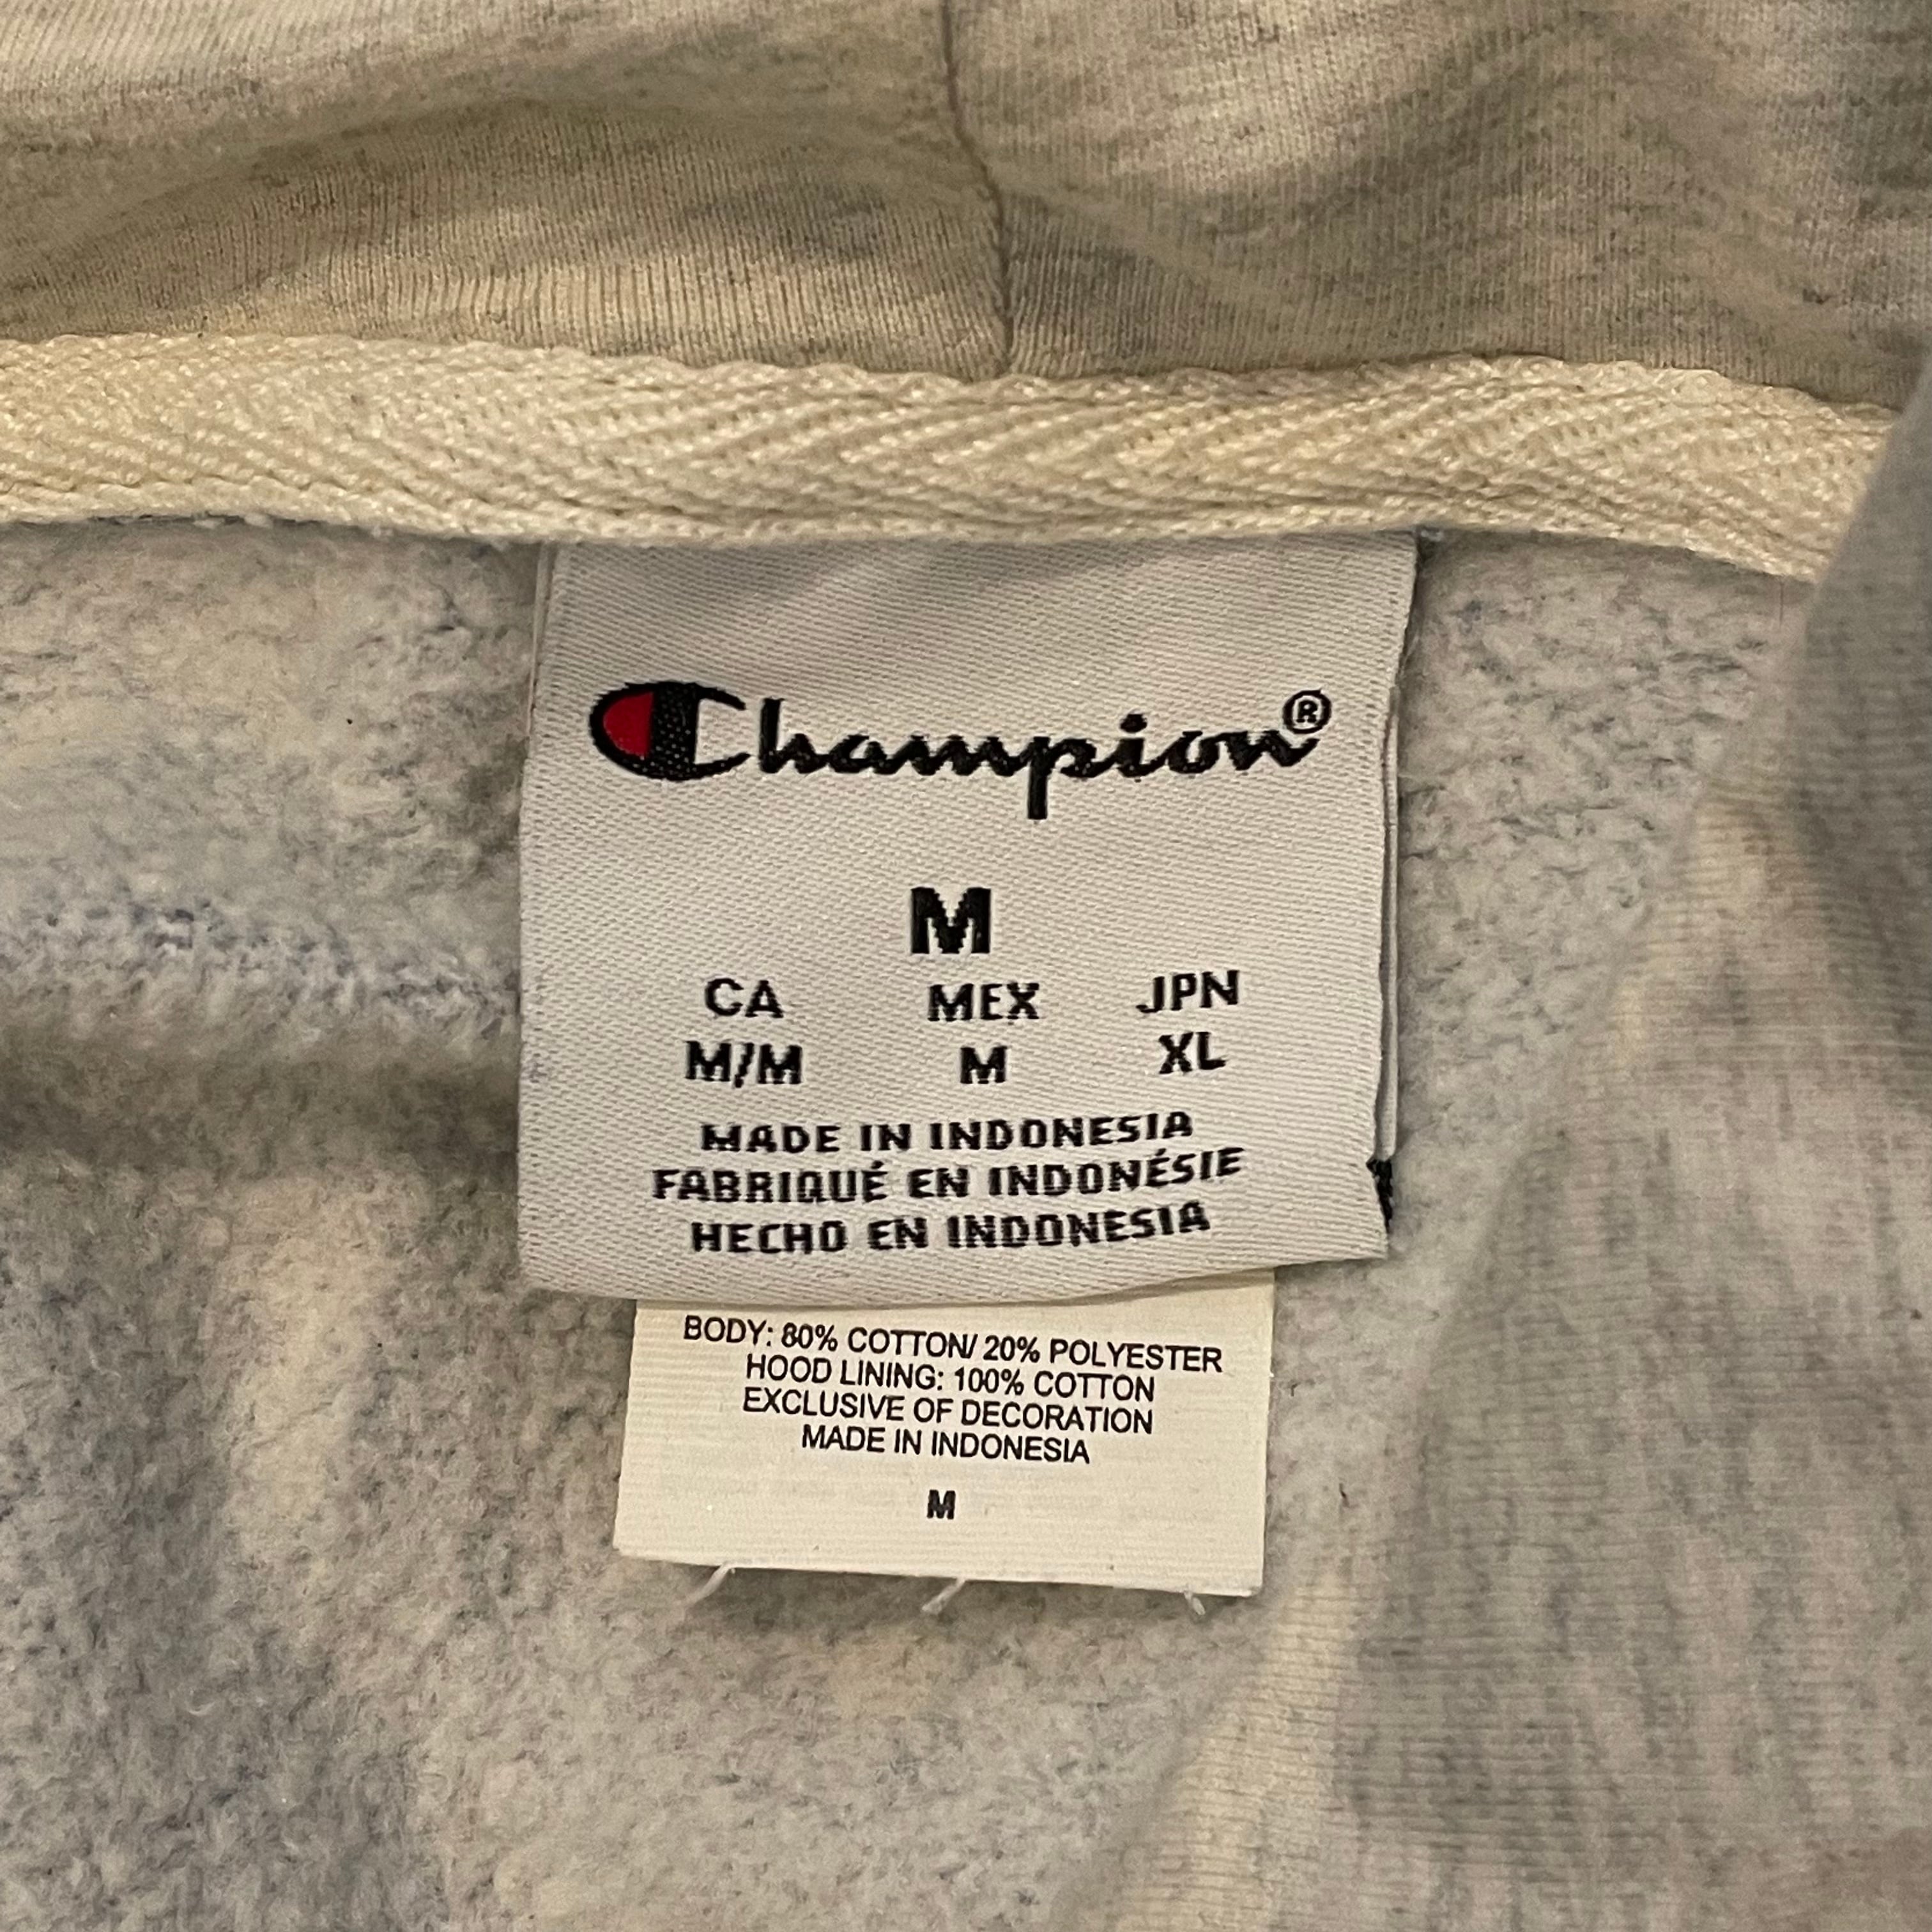 Champion®
M
CA MEX JPN
M/M M XL
MADE IN INDONESIA
FABRIQUÉ EN INDONÉSIE
HECHO EN INDONESIA
BODY: 80% COTTON/ 20% POLYESTER
HOOD LINING: 100% COTTON
EXCLUSIVE OF DECORATION
MADE IN INDONESIA
M